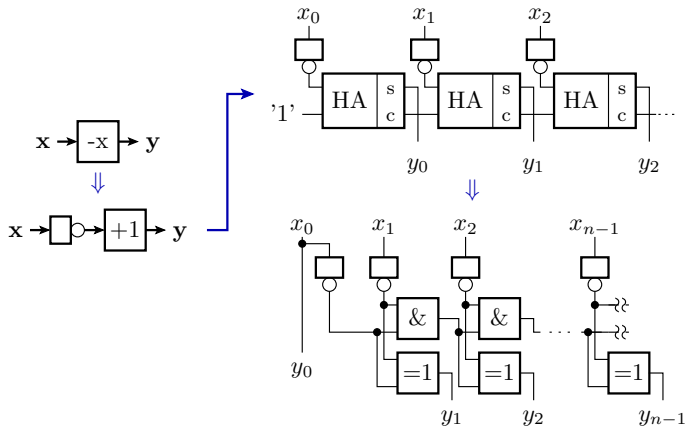 x₀ x₁ x₂
HA s c HA s c HA s c
'1' ....
y₀ y₁ y₂
x -x y
⇓ ⇓
x +1 y
x₀ x₁ x₂ xₙ₋₁
& & ...
y₀ =1 =1 =1
y₁ y₂ yₙ₋₁